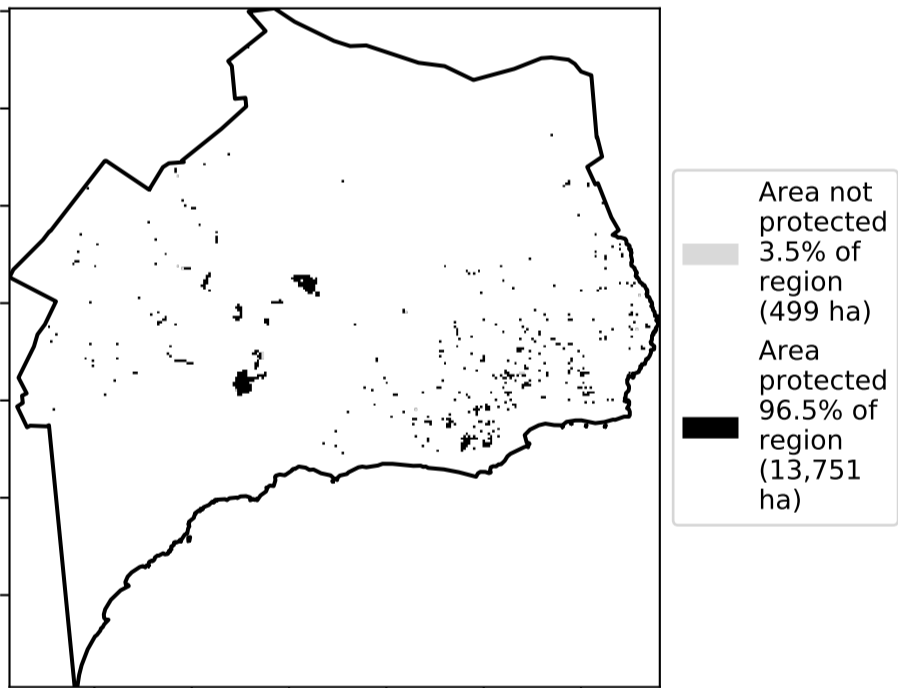 Area not
protected
3.5% of
region
(499 ha)
Area
protected
96.5% of
region
(13,751
ha)